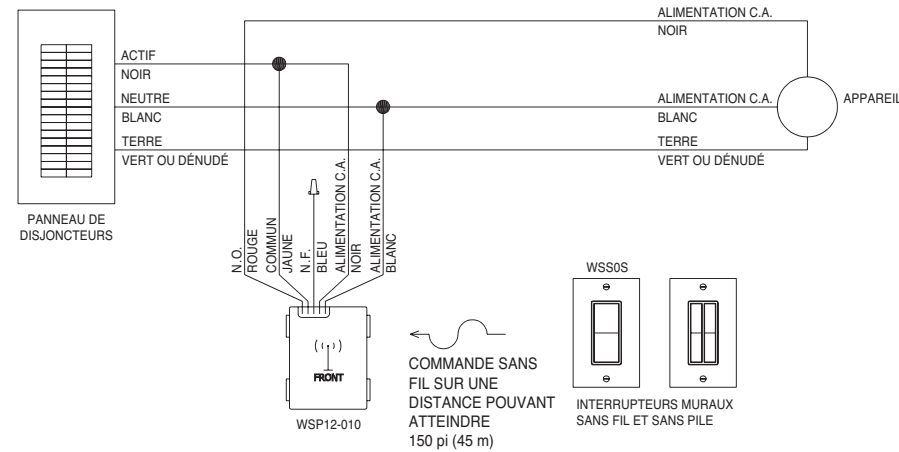 ALIMENTATION C.A.
NOIR
ACTIF
NOIR
NEUTRE
BLANC
ALIMENTATION C.A.
BLANC
APPAREIL
TERRE
VERT OU DÉNUDÉ
TERRE
VERT OU DÉNUDÉ
PANNEAU DE
DISJONCTEURS
N.O.
ROUGE
COMMUN
JAUNE
N.F.
BLEU
ALIMENTATION C.A.
NOIR
ALIMENTATION C.A.
BLANC
FRONT
WSP12-010
COMMANDE SANS
FIL SUR UNE
DISTANCE POUVANT
ATTEINDRE
150 pi (45 m)
WSS0S
INTERRUPTEURS MURAUX
SANS FIL ET SANS PILE